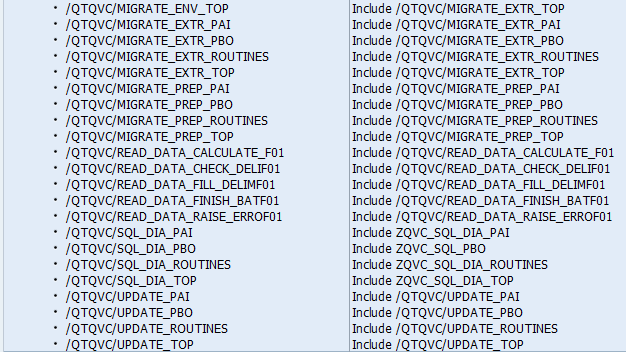 /QTQVC/MIGRATE_ENV_TOP Include /QTQVC/MIGRATE_EXTR_TOP
/QTQVC/MIGRATE_EXTR_PAI Include /QTQVC/MIGRATE_EXTR_PAI
/QTQVC/MIGRATE_EXTR_PBO Include /QTQVC/MIGRATE_EXTR_PBO
/QTQVC/MIGRATE_EXTR_ROUTINES Include /QTQVC/MIGRATE_EXTR_ROUTINES
/QTQVC/MIGRATE_EXTR_TOP Include /QTQVC/MIGRATE_EXTR_TOP
/QTQVC/MIGRATE_PREP_PAI Include /QTQVC/MIGRATE_PREP_PAI
/QTQVC/MIGRATE_PREP_PBO Include /QTQVC/MIGRATE_PREP_PBO
/QTQVC/MIGRATE_PREP_ROUTINES Include /QTQVC/MIGRATE_PREP_ROUTINES
/QTQVC/MIGRATE_PREP_TOP Include /QTQVC/MIGRATE_PREP_TOP
/QTQVC/READ_DATA_CALCULATE_F01 Include /QTQVC/READ_DATA_CALCULATE_F01
/QTQVC/READ_DATA_CHECK_DELIF01 Include /QTQVC/READ_DATA_CHECK_DELIF01
/QTQVC/READ_DATA_FILL_DELIMF01 Include /QTQVC/READ_DATA_FILL_DELIMF01
/QTQVC/READ_DATA_FINISH_BATF01 Include /QTQVC/READ_DATA_FINISH_BATF01
/QTQVC/READ_DATA_RAISE_ERROF01 Include /QTQVC/READ_DATA_RAISE_ERROF01
/QTQVC/SQL_DIA_PAI Include ZQVC_SQL_DIA_PAI
/QTQVC/SQL_DIA_PBO Include ZQVC_SQL_PBO
/QTQVC/SQL_DIA_ROUTINES Include ZQVC_SQL_DIA_ROUTINES
/QTQVC/SQL_DIA_TOP Include ZQVC_SQL_DIA_TOP
/QTQVC/UPDATE_PAI Include /QTQVC/UPDATE_PAI
/QTQVC/UPDATE_PBO Include /QTQVC/UPDATE_PBO
/QTQVC/UPDATE_ROUTINES Include /QTQVC/UPDATE_ROUTINES
/QTQVC/UPDATE_TOP Include /QTQVC/UPDATE_TOP